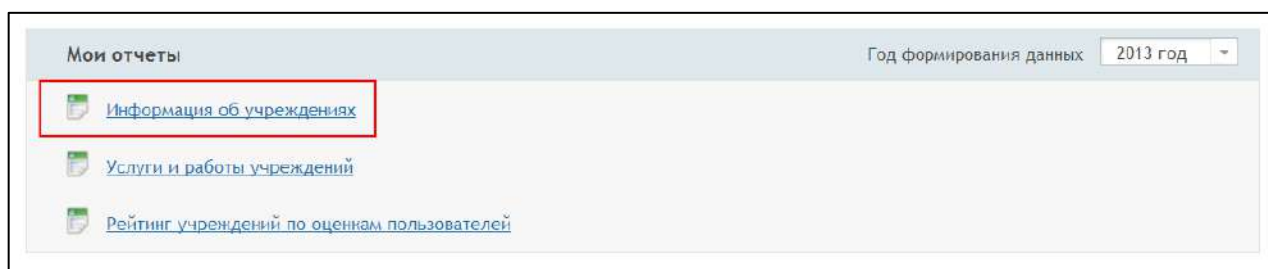 Мои отчеты Год формирования данных 2013 год
Информация об учреждениях
Услуги и работы учреждений
Рейтинг учреждений по оценкам пользователей